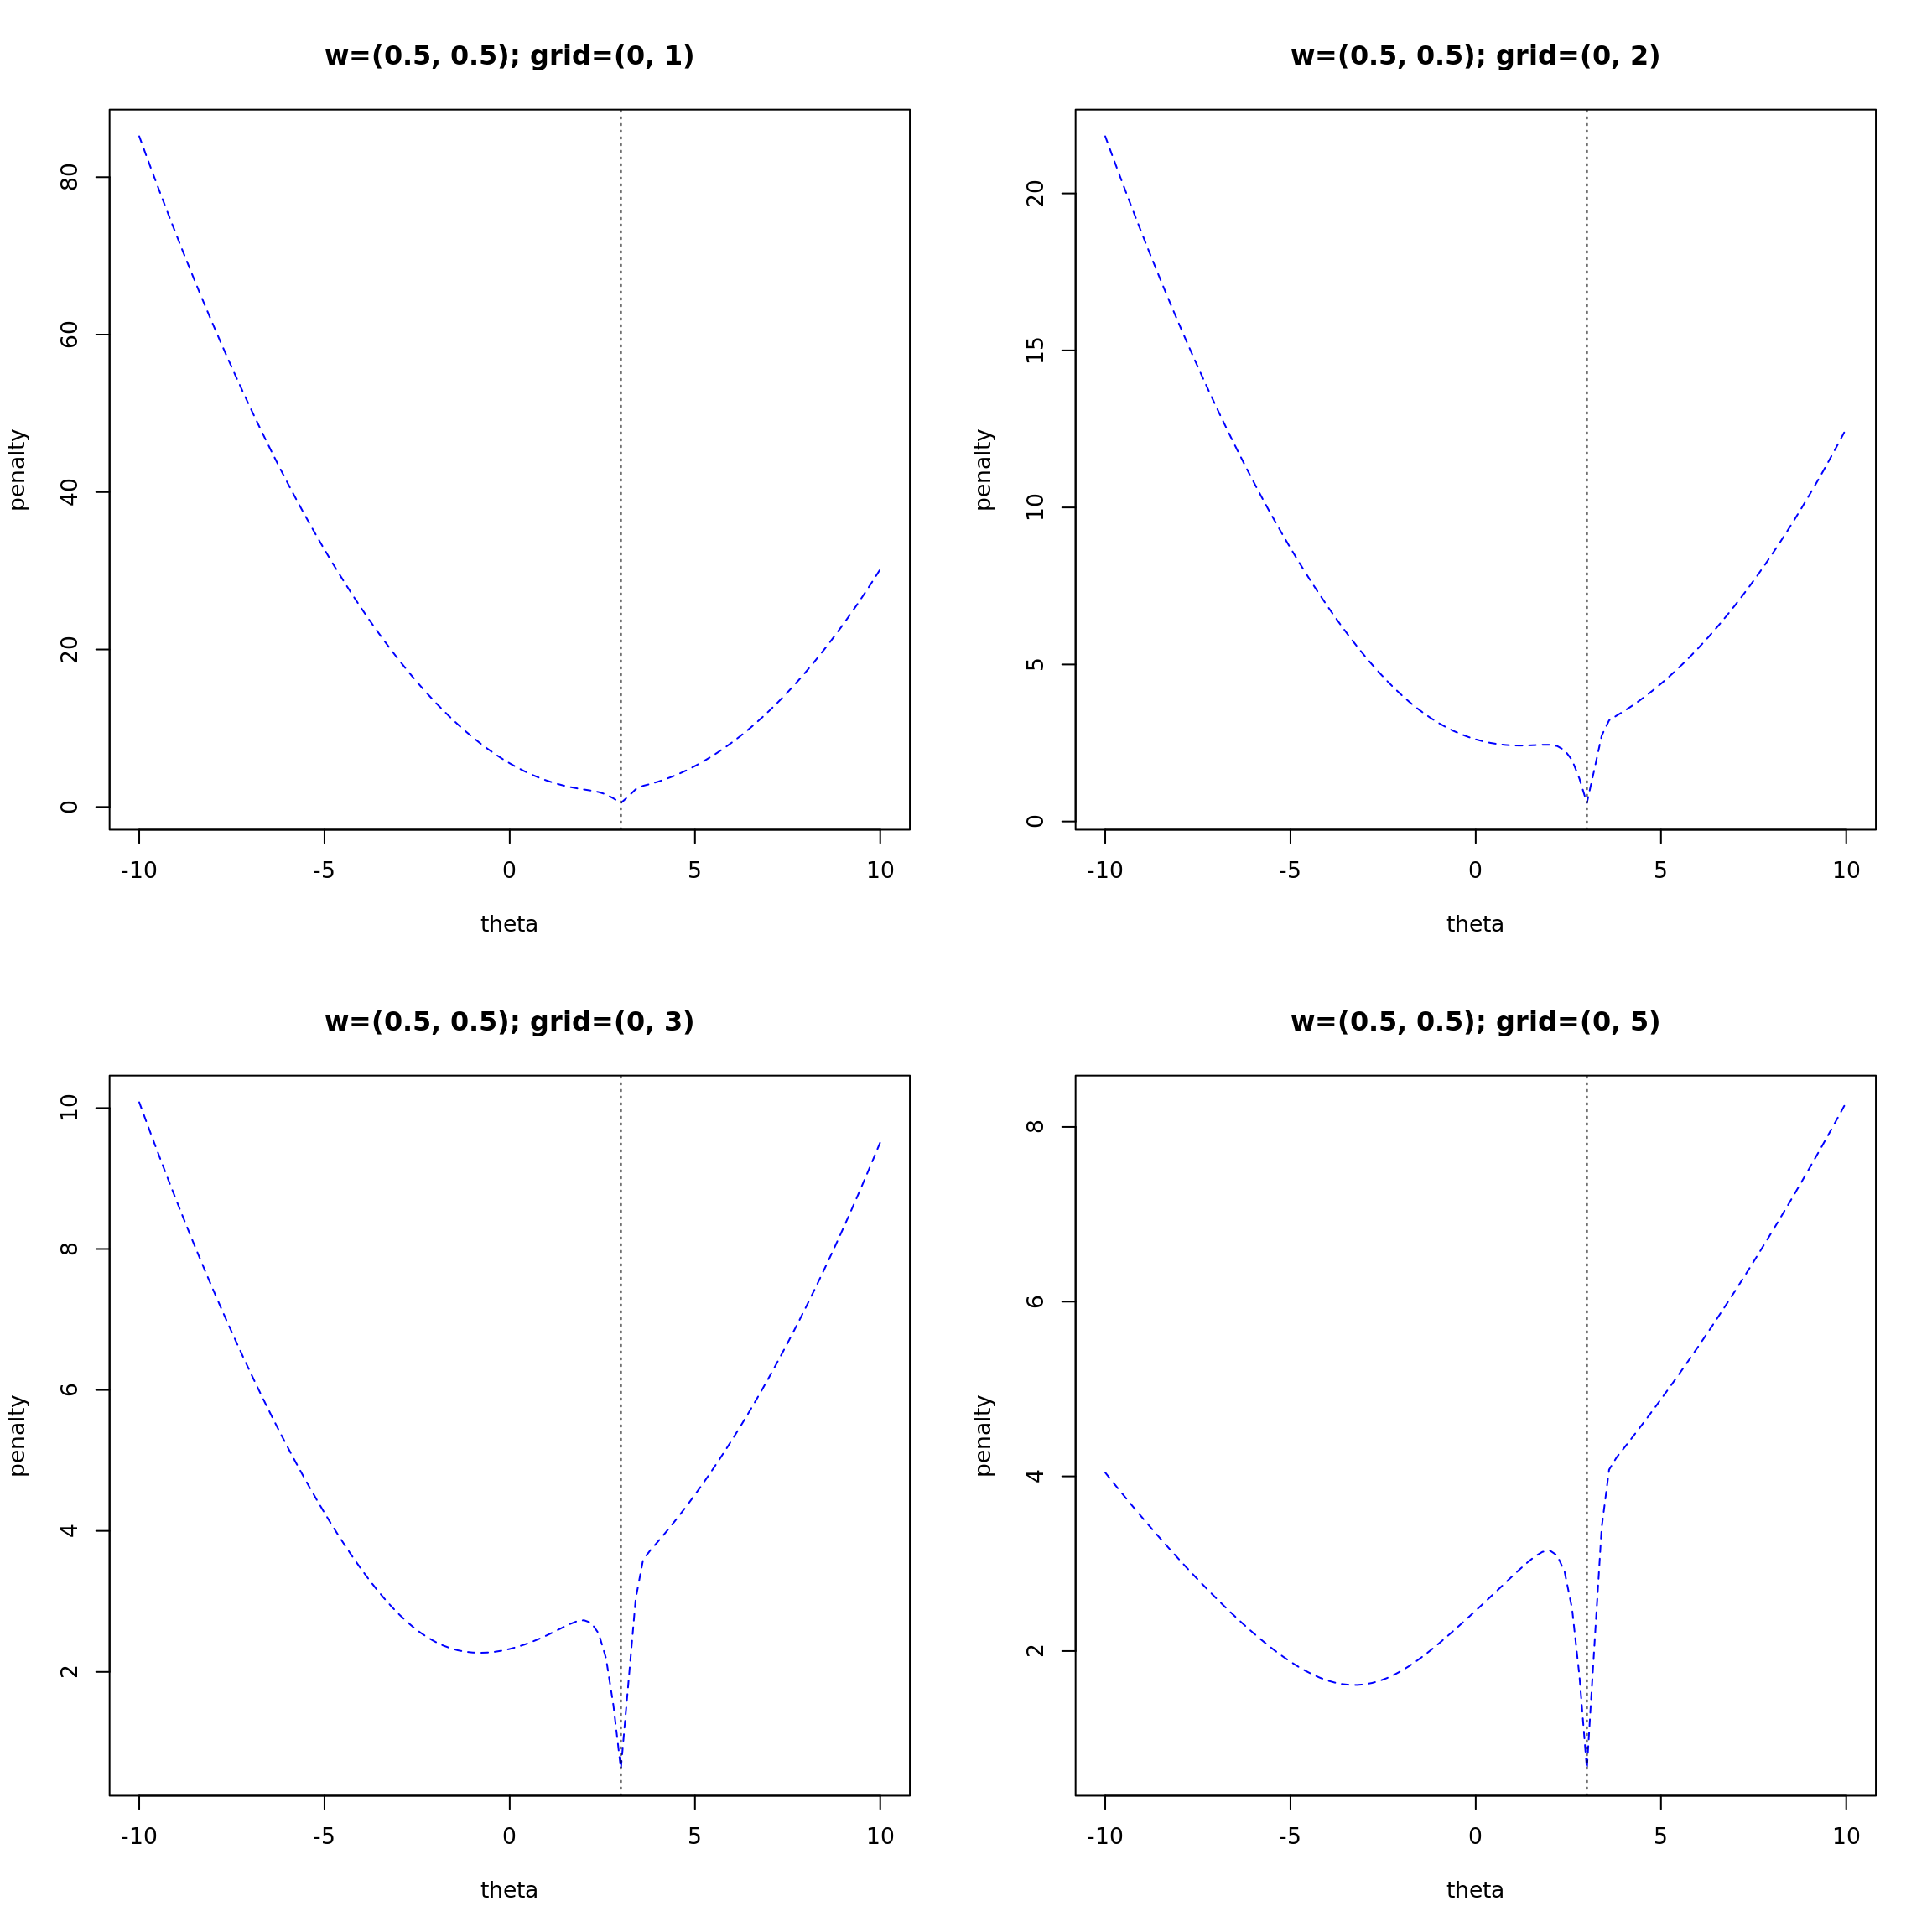 w=(0.5, 0.5); grid=(0, 1)
penalty
80
60
40
20
0
-10 -5 0 5 10
theta
w=(0.5, 0.5); grid=(0, 2)
penalty
20
15
10
5
0
-10 -5 0 5 10
theta
w=(0.5, 0.5); grid=(0, 3)
penalty
10
8
6
4
2
-10 -5 0 5 10
theta
w=(0.5, 0.5); grid=(0, 5)
penalty
8
6
4
2
-10 -5 0 5 10
theta